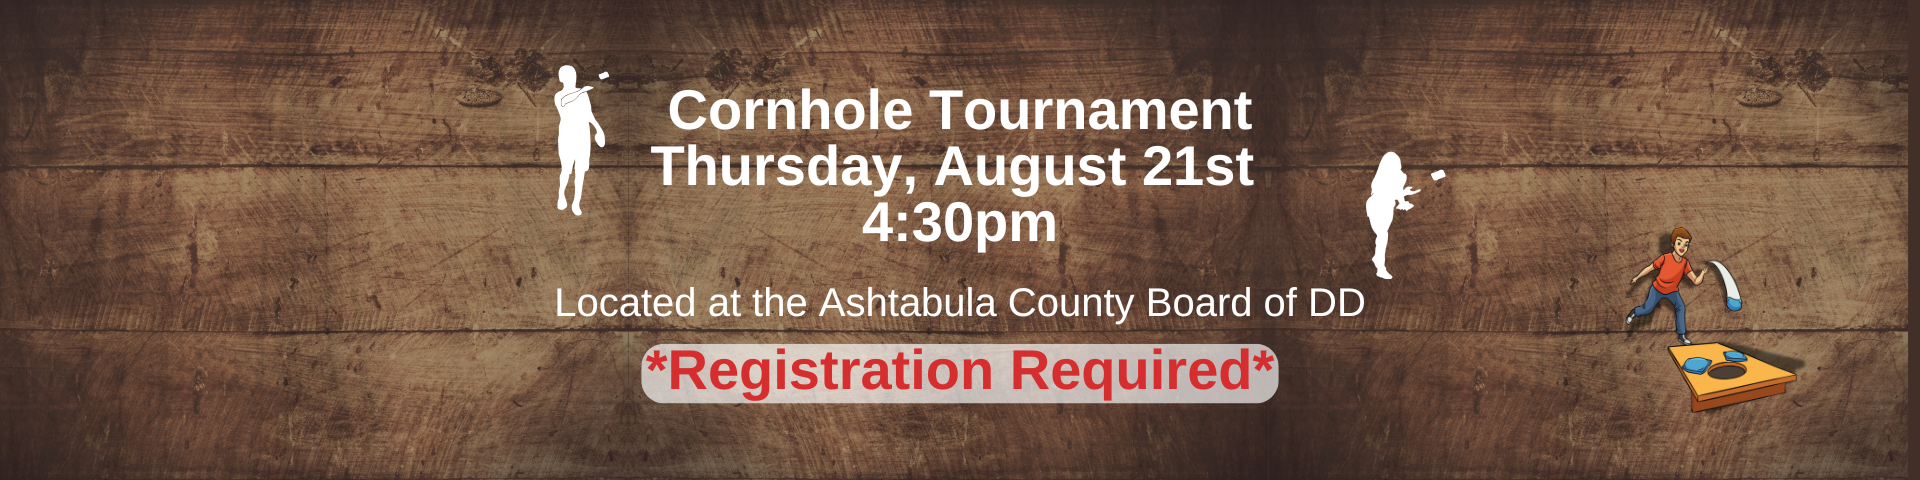 Cornhole Tournament
Thursday, August 21st
4:30pm
Located at the Ashtabula County Board of DD
*Registration Required*